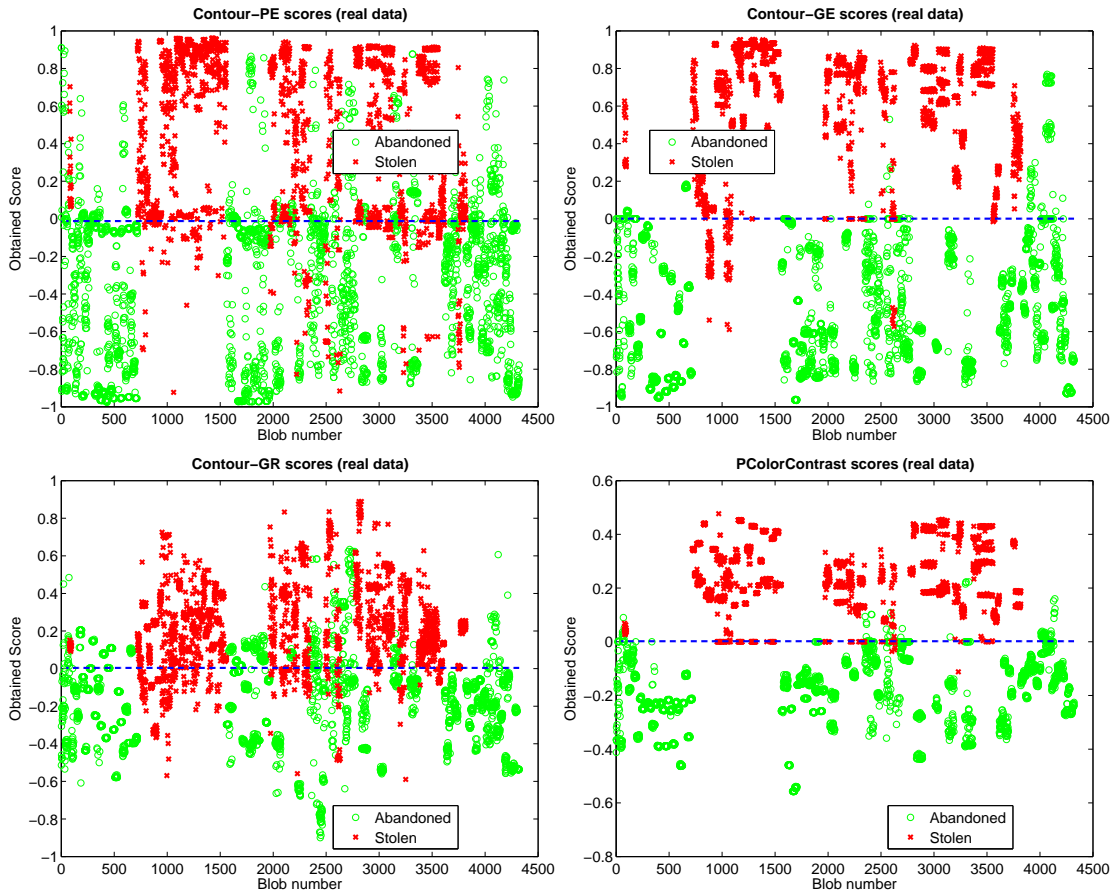 Contour−PE scores (real data)
1
0.8
0.6
0.4
0.2
0
−0.2
−0.4
−0.6
−0.8
−1
Obtained Score
Abandoned
Stolen
0 500 1000 1500 2000 2500 3000 3500 4000 4500
Blob number
Contour−GE scores (real data)
1
0.8
0.6
0.4
0.2
0
−0.2
−0.4
−0.6
−0.8
−1
Obtained Score
Abandoned
Stolen
0 500 1000 1500 2000 2500 3000 3500 4000 4500
Blob number
Contour−GR scores (real data)
1
0.8
0.6
0.4
0.2
0
−0.2
−0.4
−0.6
−0.8
−1
Obtained Score
Abandoned
Stolen
0 500 1000 1500 2000 2500 3000 3500 4000 4500
Blob number
PColorContrast scores (real data)
0.6
0.4
0.2
0
−0.2
−0.4
−0.6
−0.8
Obtained Score
Abandoned
Stolen
0 500 1000 1500 2000 2500 3000 3500 4000 4500
Blob number